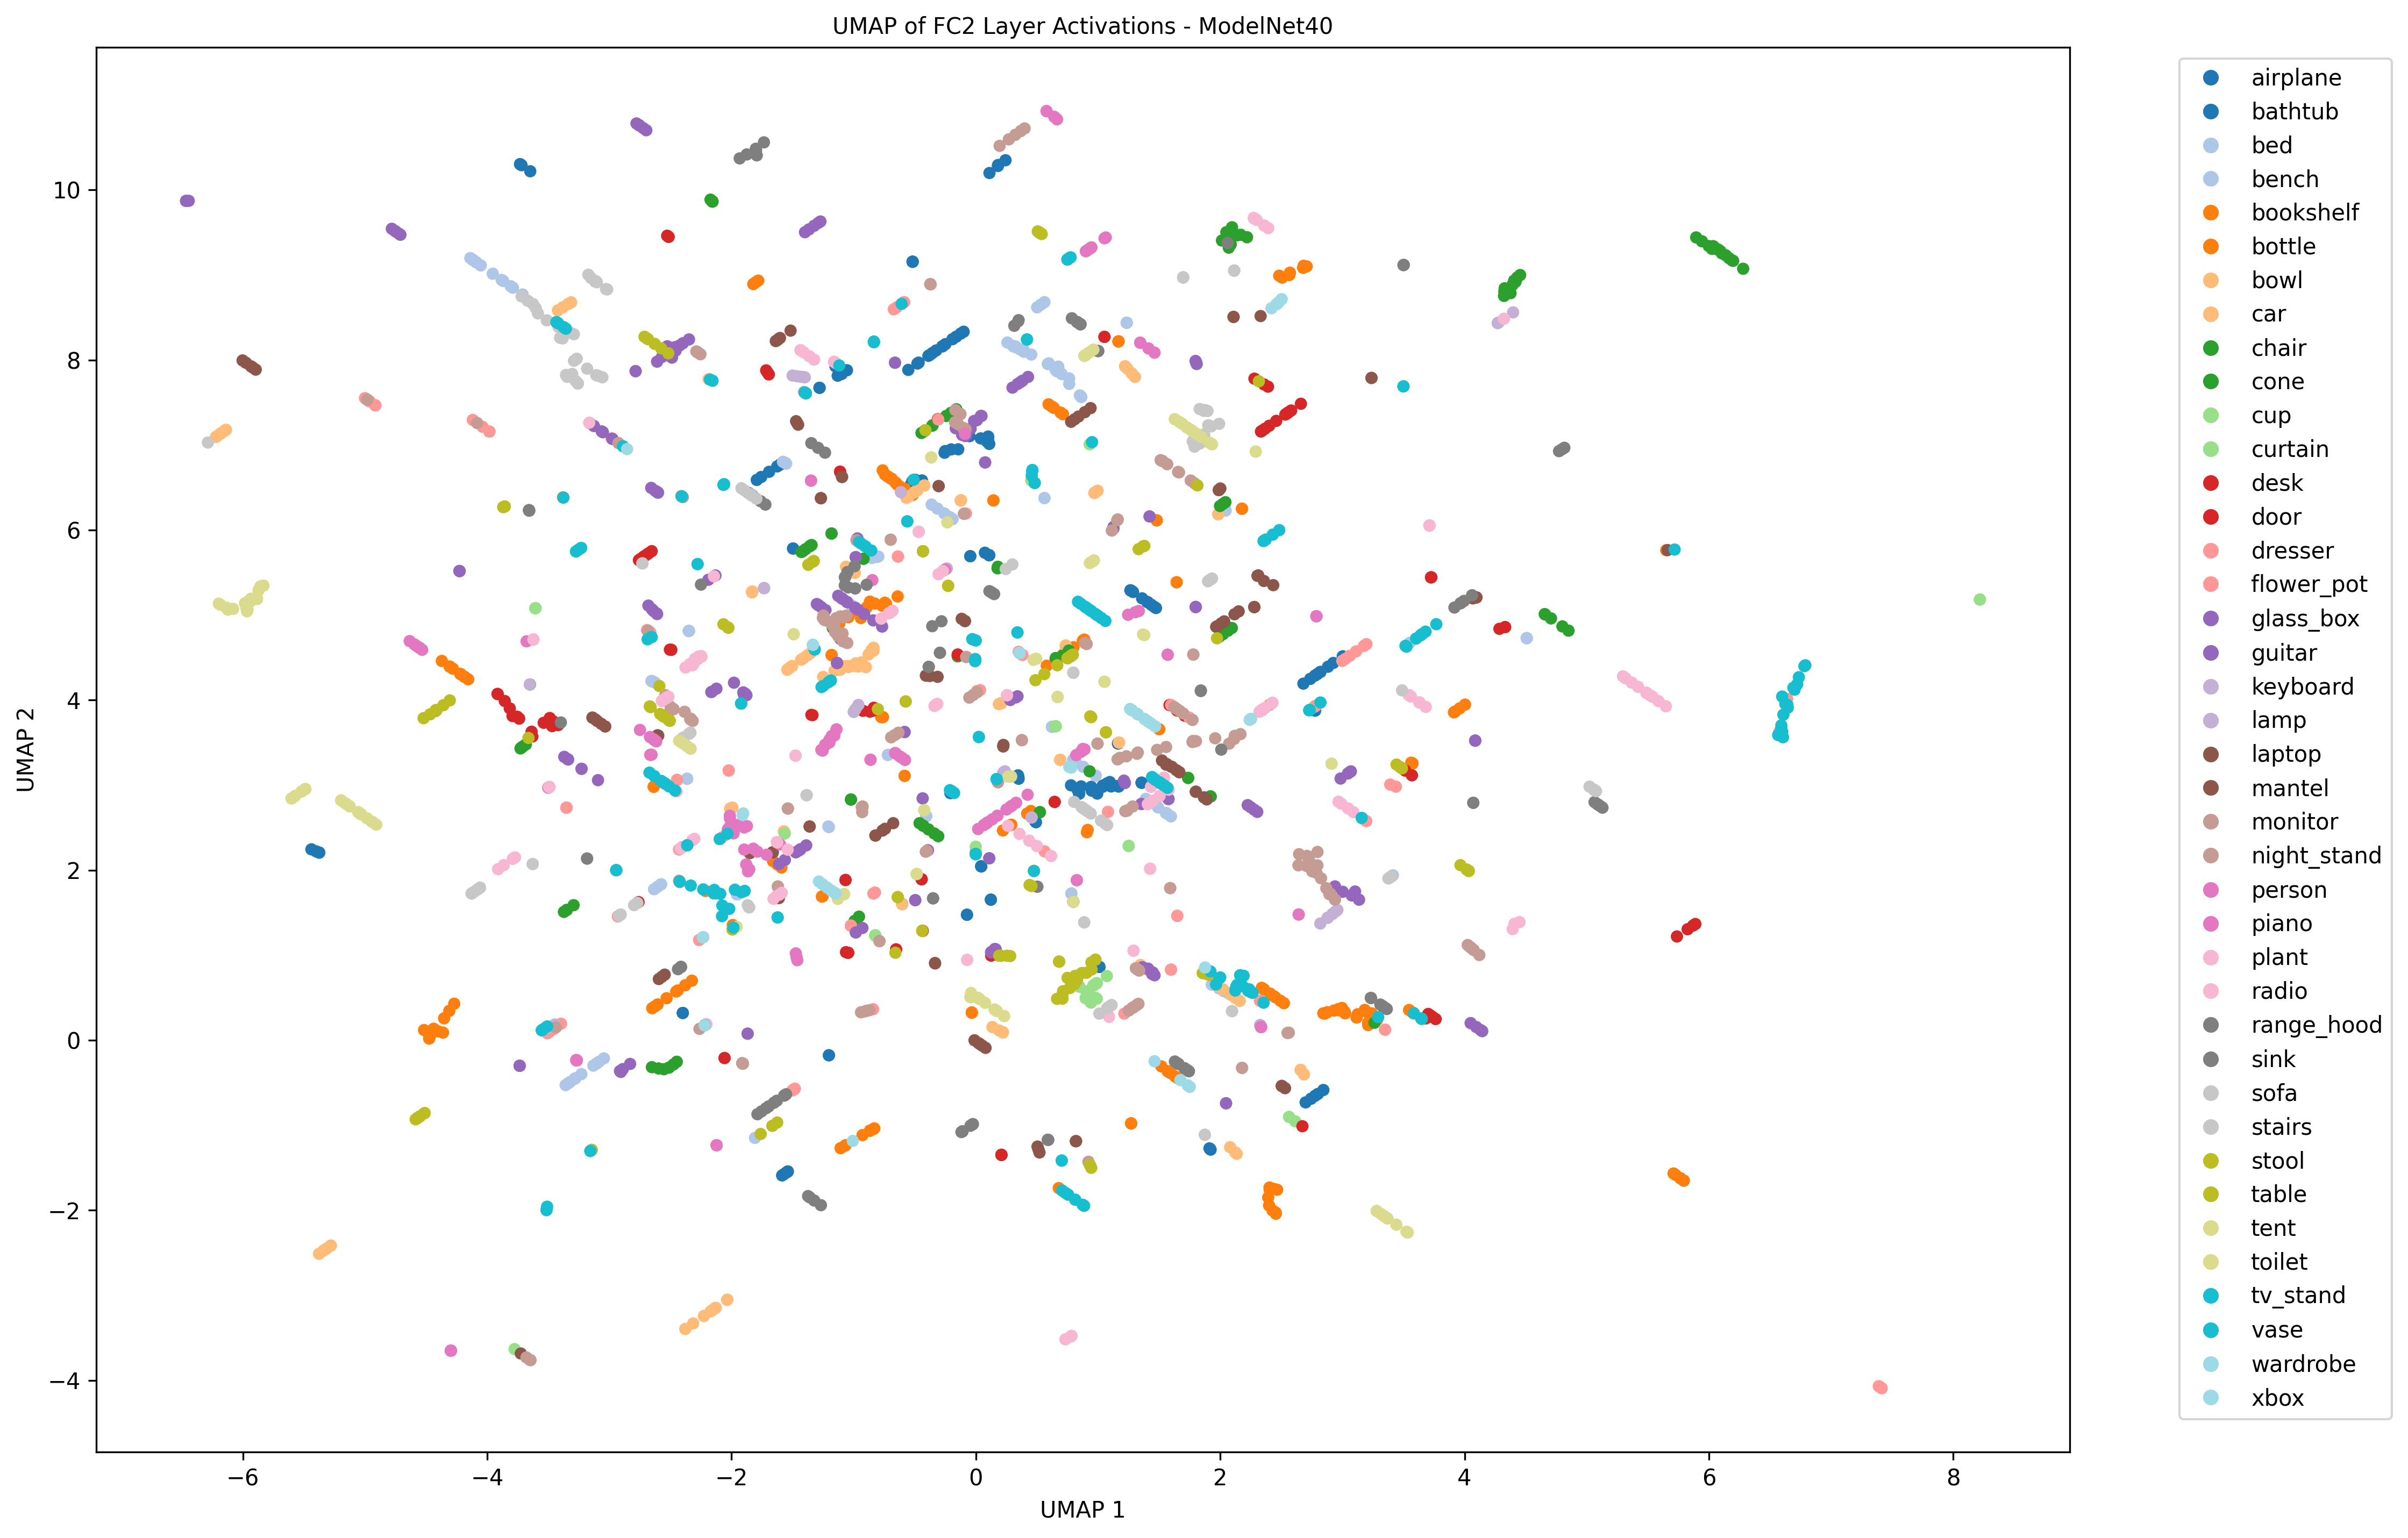 UMAP of FC2 Layer Activations - ModelNet40
UMAP 2
10
8
6
4
2
0
−2
−4
−6
−4
−2
0
2
4
6
8
UMAP 1
airplane
bathtub
bed
bench
bookshelf
bottle
bowl
car
chair
cone
cup
curtain
desk
door
dresser
flower_pot
glass_box
guitar
keyboard
lamp
laptop
mantel
monitor
night_stand
person
piano
plant
radio
range_hood
sink
sofa
stairs
stool
table
tent
toilet
tv_stand
vase
wardrobe
xbox